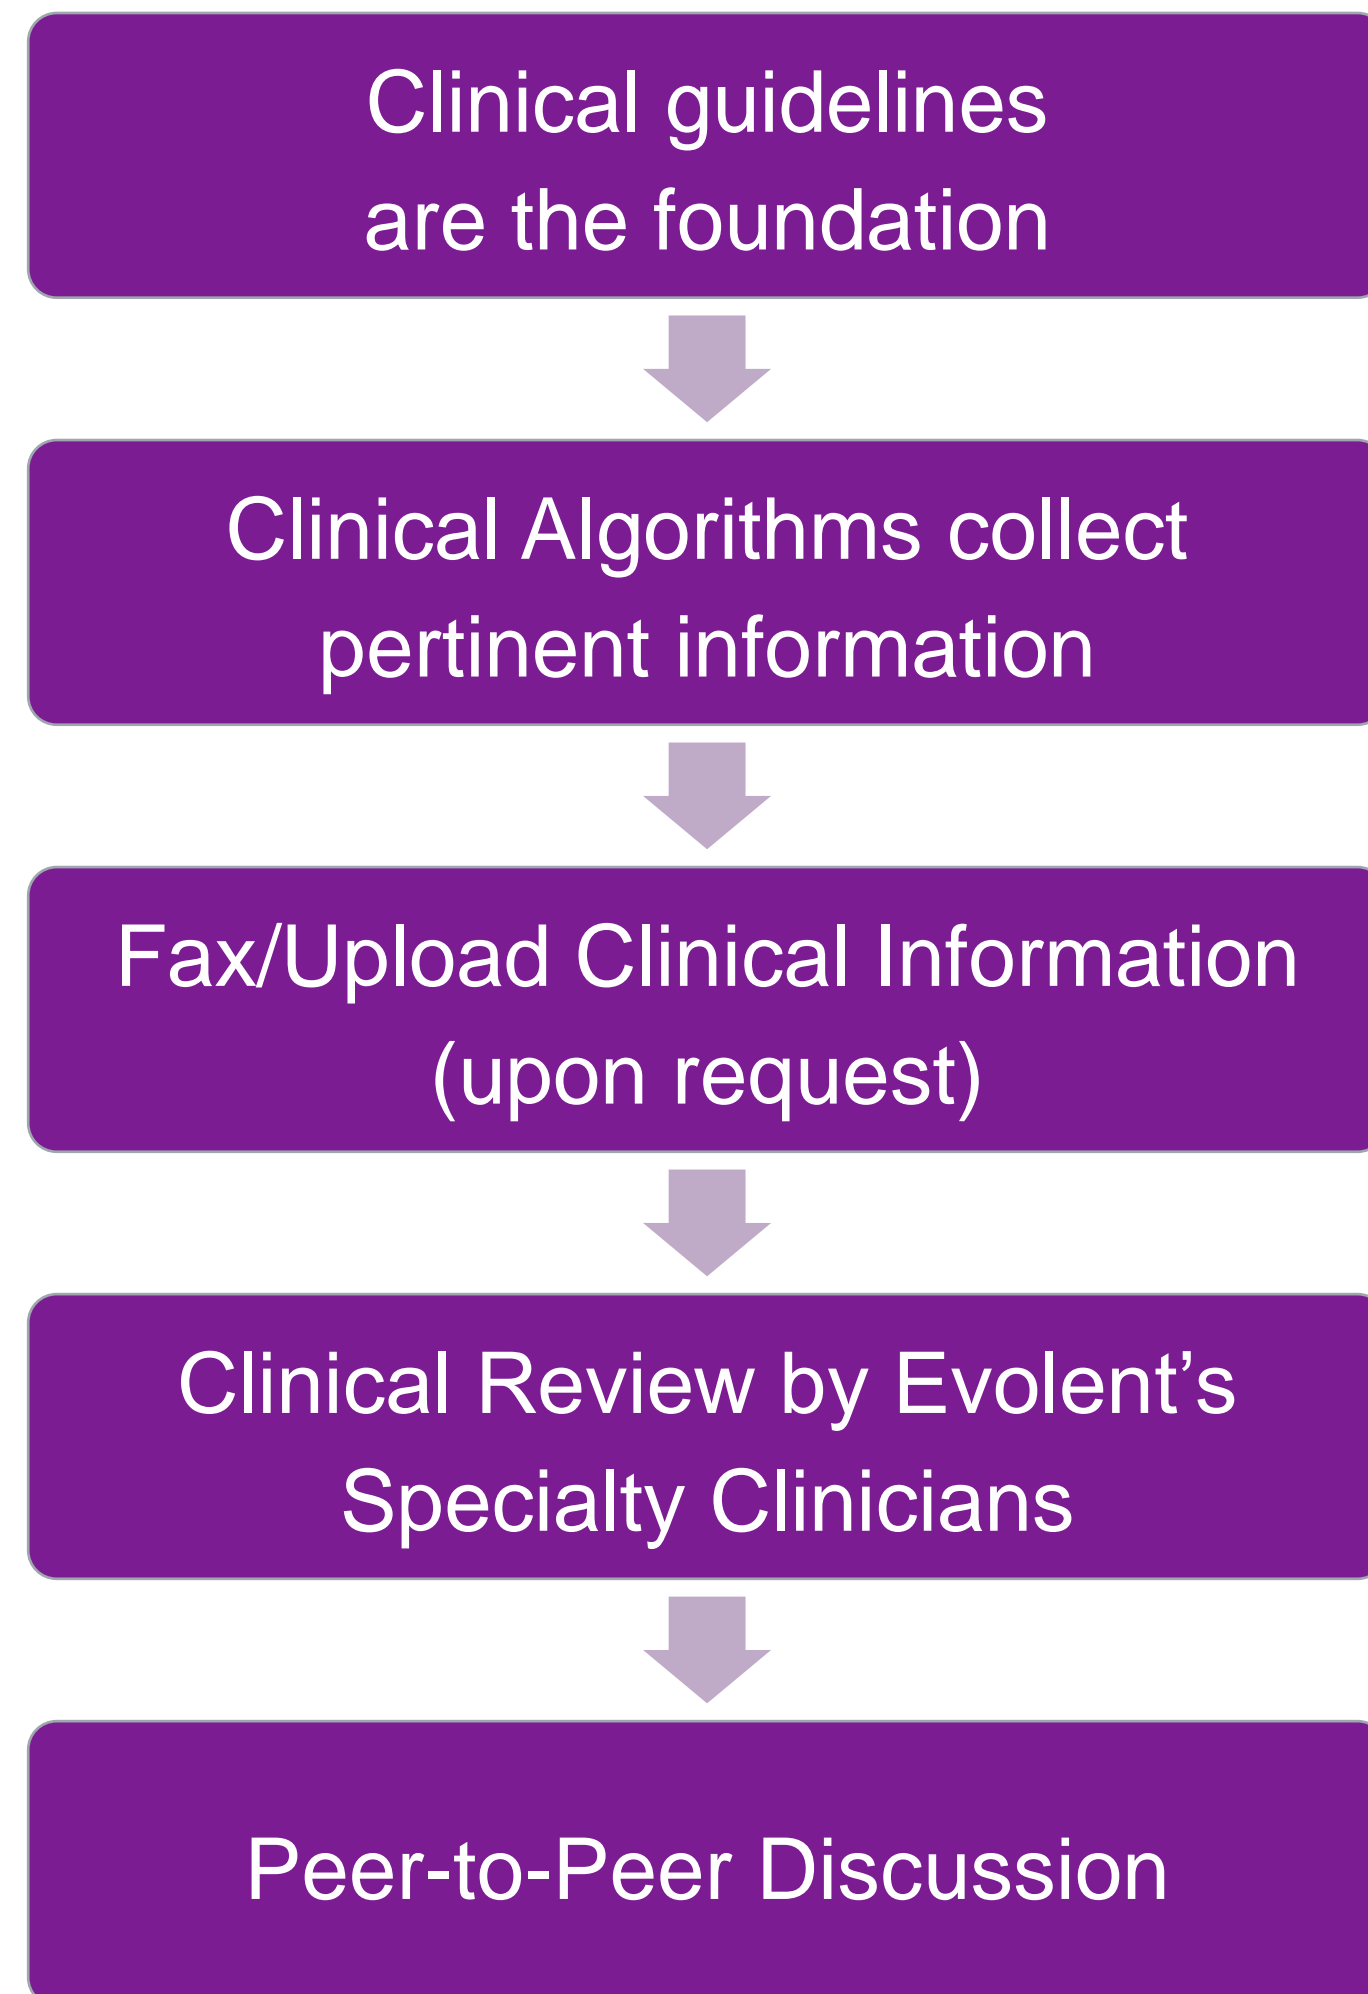 Clinical guidelines
are the foundation
Clinical Algorithms collect
pertinent information
Fax/Upload Clinical Information
(upon request)
Clinical Review by Evolent’s
Specialty Clinicians
Peer-to-Peer Discussion